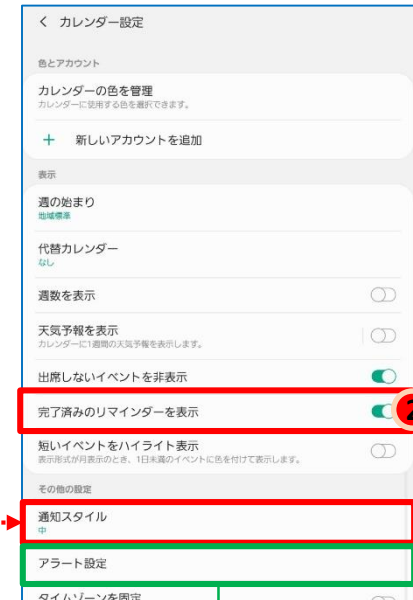 < カレンダー設定
色とアカウント
カレンダーの色を管理
カレンダーに使用する色を選択できます。
+ 新しいアカウントを追加
表示
週の始まり
地域標準
代替カレンダー
なし
週数を表示
天気予報を表示
カレンダーに1週間の天気予報を表示します。
出席しないイベントを非表示
完了済みのリマインダーを表示
2
短いイベントをハイライト表示
表示形式が月表示のとき、1日未満のイベントに色を付けて表示します。
その他の設定
通知スタイル
中
アラート設定
タイムゾーンを固定